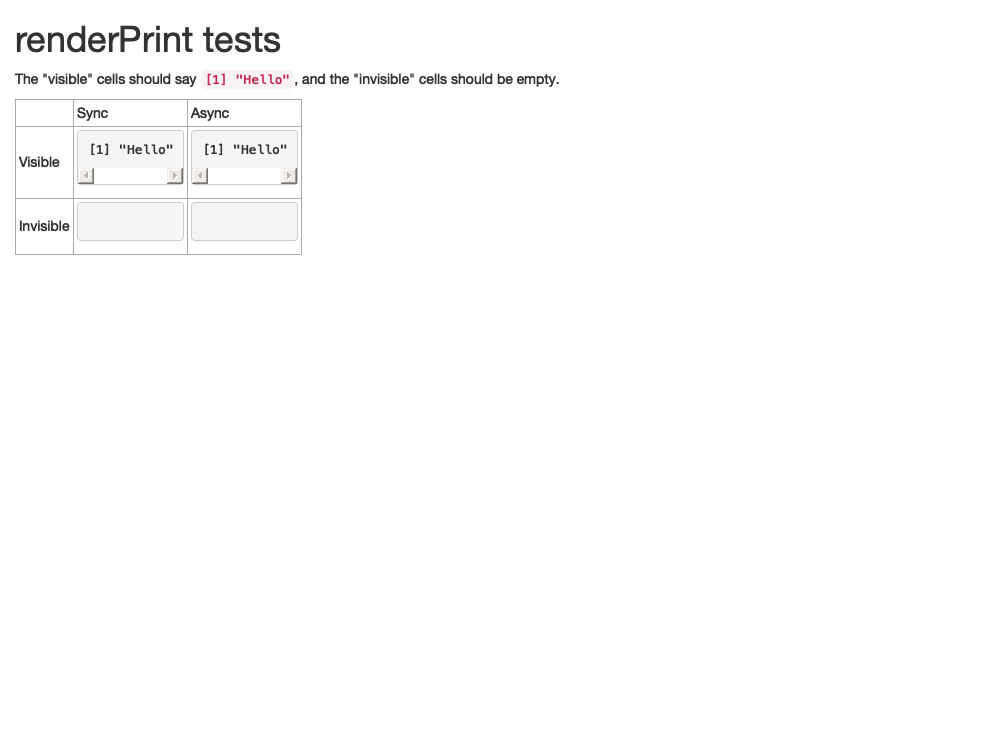 renderPrint tests
The "visible" cells should say [1] "Hello" , and the "invisible" cells should be empty.
Sync Async
Visible [1] "Hello" [1] "Hello"
Invisible